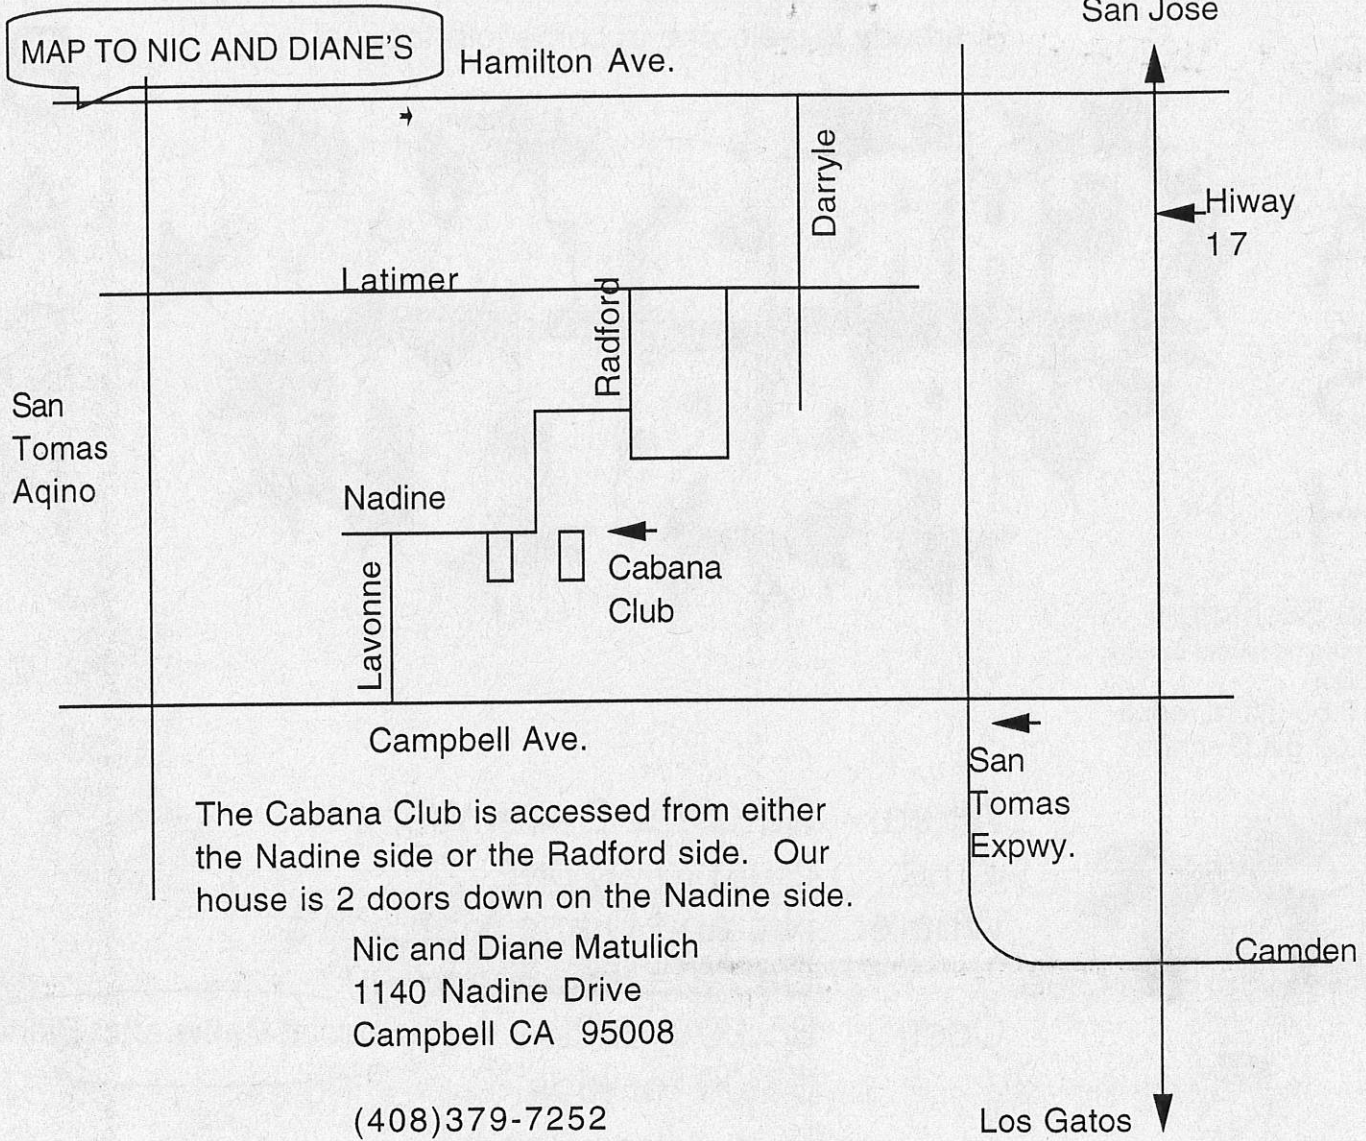 San Jose
MAP TO NIC AND DIANE'S
Hamilton Ave.
Darryle
Hiway
17
Latimer
Radford
San
Tomas
Aqino
Nadine
Cabana
Club
Lavonne
Campbell Ave.
San
Tomas
Expwy.
The Cabana Club is accessed from either
the Nadine side or the Radford side. Our
house is 2 doors down on the Nadine side.
Camden
Nic and Diane Matulich
1140 Nadine Drive
Campbell CA 95008
(408)379-7252
Los Gatos